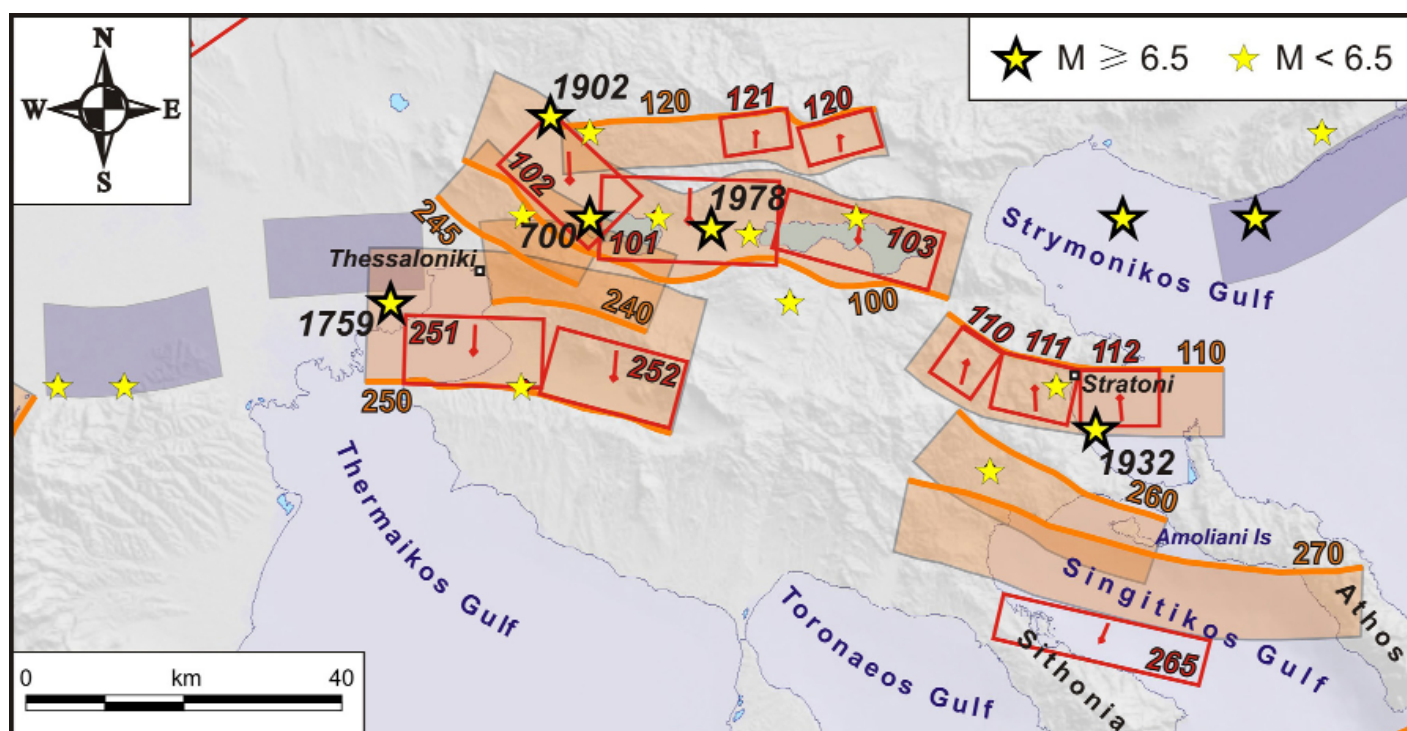 N
W E
S
M ≥ 6.5
M < 6.5
1902
120
121
120
102
1978
245
700
101
103
Thessaloniki
Strymonikos Gulf
240
100
1759
251
252
250
110
111
112
110
Stratoni
1932
260
Amoliani Is
270
Thermaikos Gulf
Toronaeos Gulf
Singitikos Gulf
Athos
Sithonia
265
0 km 40